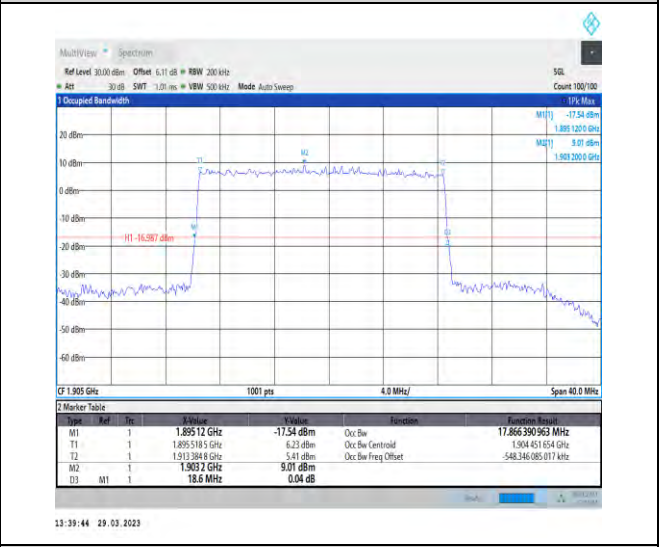 MultiView Spectrum
Ref Level 30.00 dBm Offset 6.11 dB RBW 200 kHz SGL
Att 30 dB SWT 1.01 ms VBW 500 kHz Mode Auto Sweep Count 100/100
1 Occupied Bandwidth 1Pk Max
M1[1] -17.54 dBm
1.895 120 0 GHz
20 dBm
M2[1] 9.01 dBm
1.903 200 0 GHz
10 dBm
T1
M2
0 dBm
-10 dBm
M1
H1 -16.987 dBm
-20 dBm
-30 dBm
-40 dBm
-50 dBm
-60 dBm
CF 1.905 GHz 1001 pts 4.0 MHz/ Span 40.0 MHz
2 Marker Table
Type Ref Trc X-Value Y-Value Function Function Result
M1 1 1.895 12 GHz -17.54 dBm Occ Bw 17.866 390 963 MHz
T1 1 1.895 518 5 GHz 6.23 dBm Occ Bw Centroid 1.904 451 654 GHz
T2 1 1.913 384 8 GHz 5.41 dBm Occ Bw Freq Offset -548.346 085 017 kHz
M2 1 1.903 2 GHz 9.01 dBm
D3 M1 1 18.6 MHz 0.04 dB
13:39:44 29.03.2023